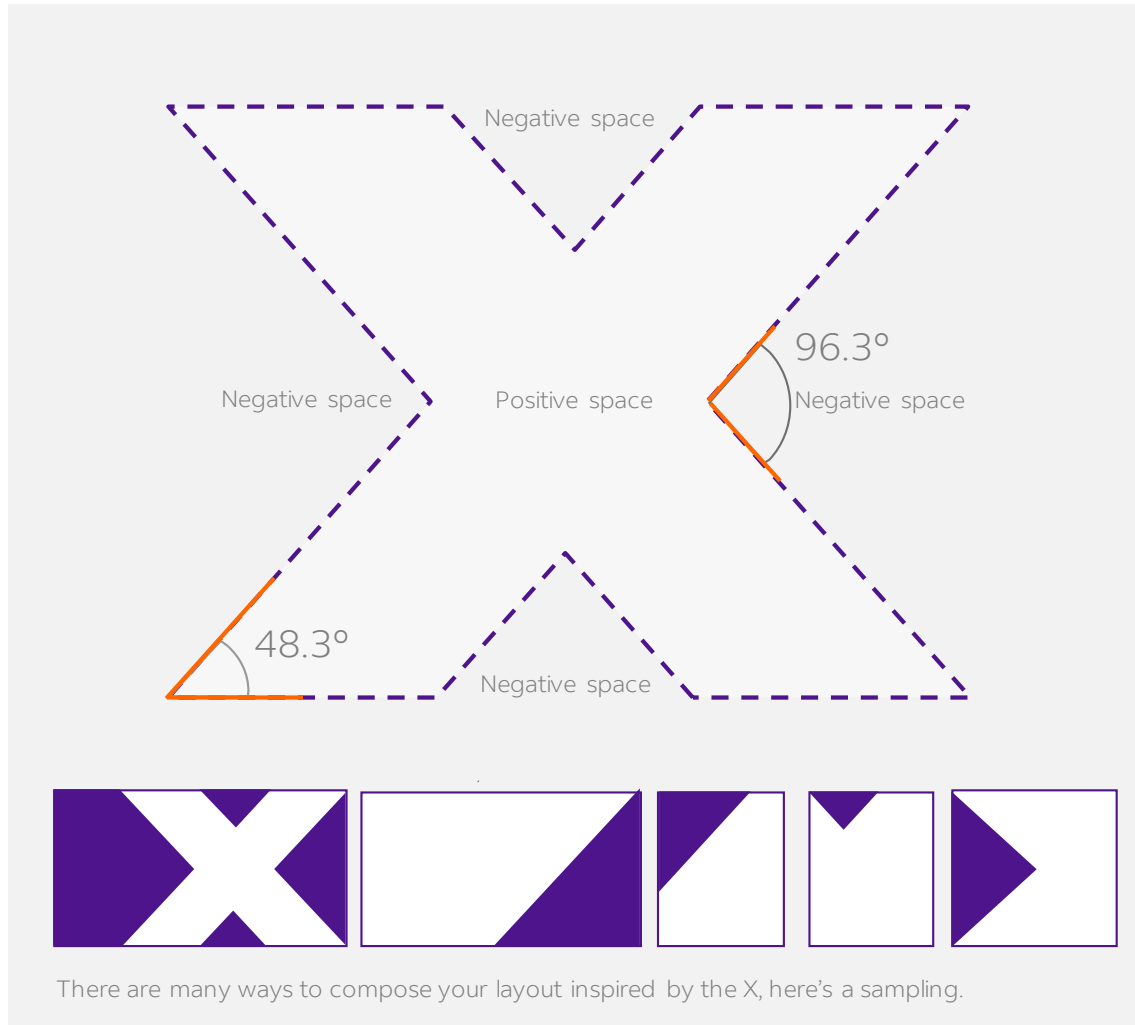 Negative space
96.3°
Negative space
Positive space
Negative space
48.3°
Negative space
There are many ways to compose your layout inspired by the X, here's a sampling.